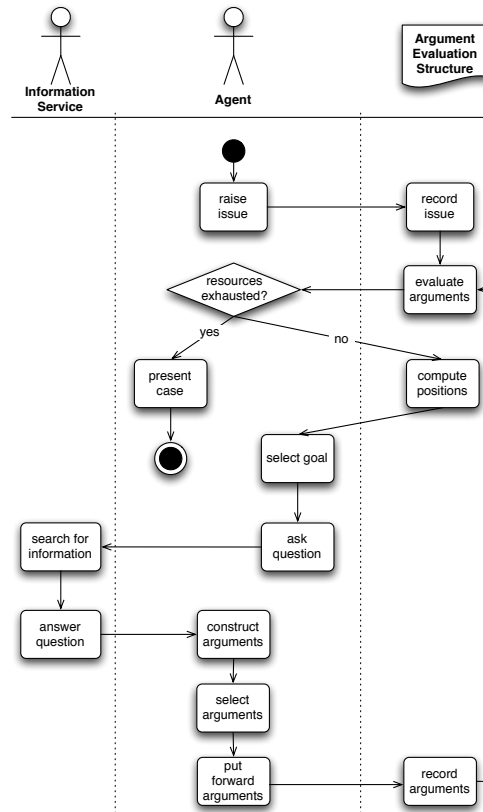 Information
Service
Agent
Argument
Evaluation
Structure
raise
issue
record
issue
resources
exhausted?
evaluate
arguments
yes
no
present
case
compute
positions
select goal
search for
information
ask
question
answer
question
construct
arguments
select
arguments
put
forward
arguments
record
arguments